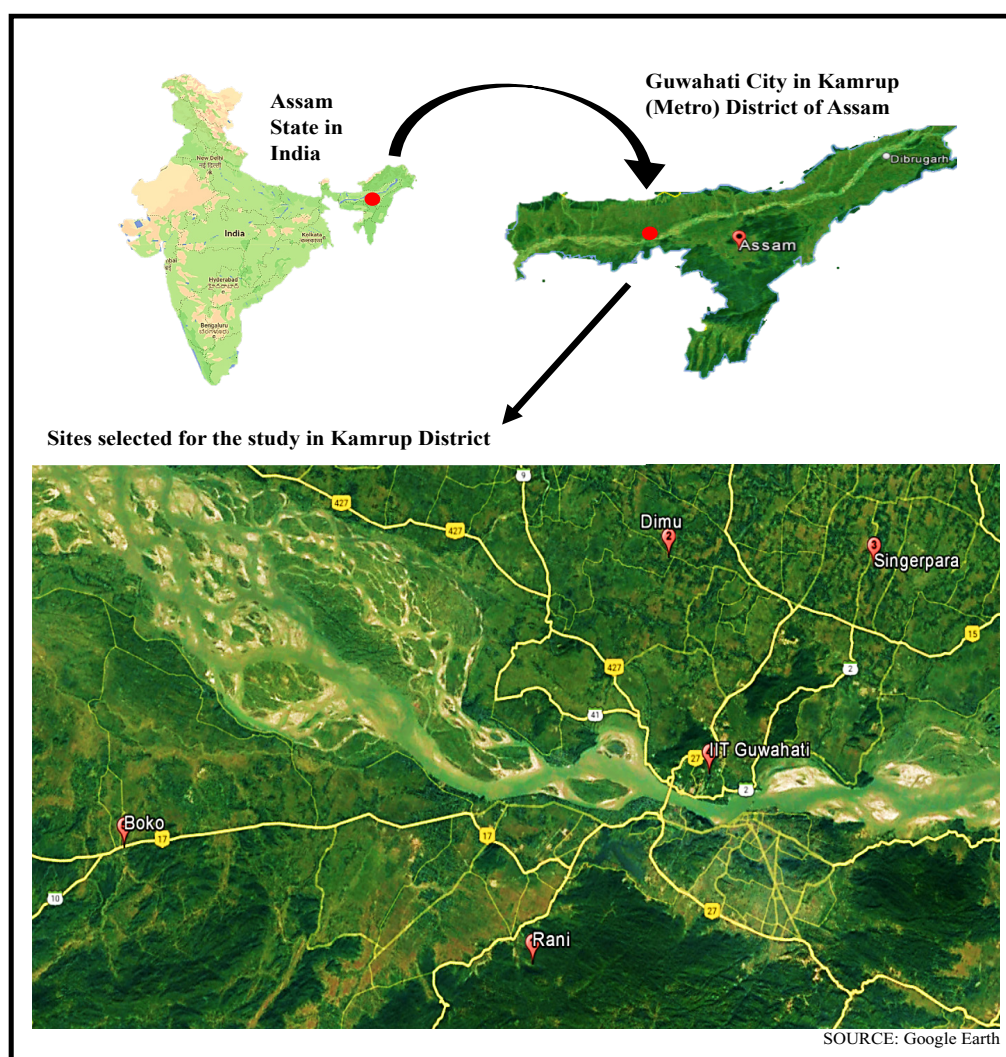 Assam
State in
India
Guwahati City in Kamrup
(Metro) District of Assam
New Delhi
नई दिल्ली
India
Kolkata
Hyderabad
Bengaluru
Dibrugarh
Assam
Sites selected for the study in Kamrup District
9
427
427
Dimu
2
3
Singerpara
15
427
2
41
27
IIT Guwahati
2
Boko
17
17
10
27
Rani
SOURCE: Google Earth